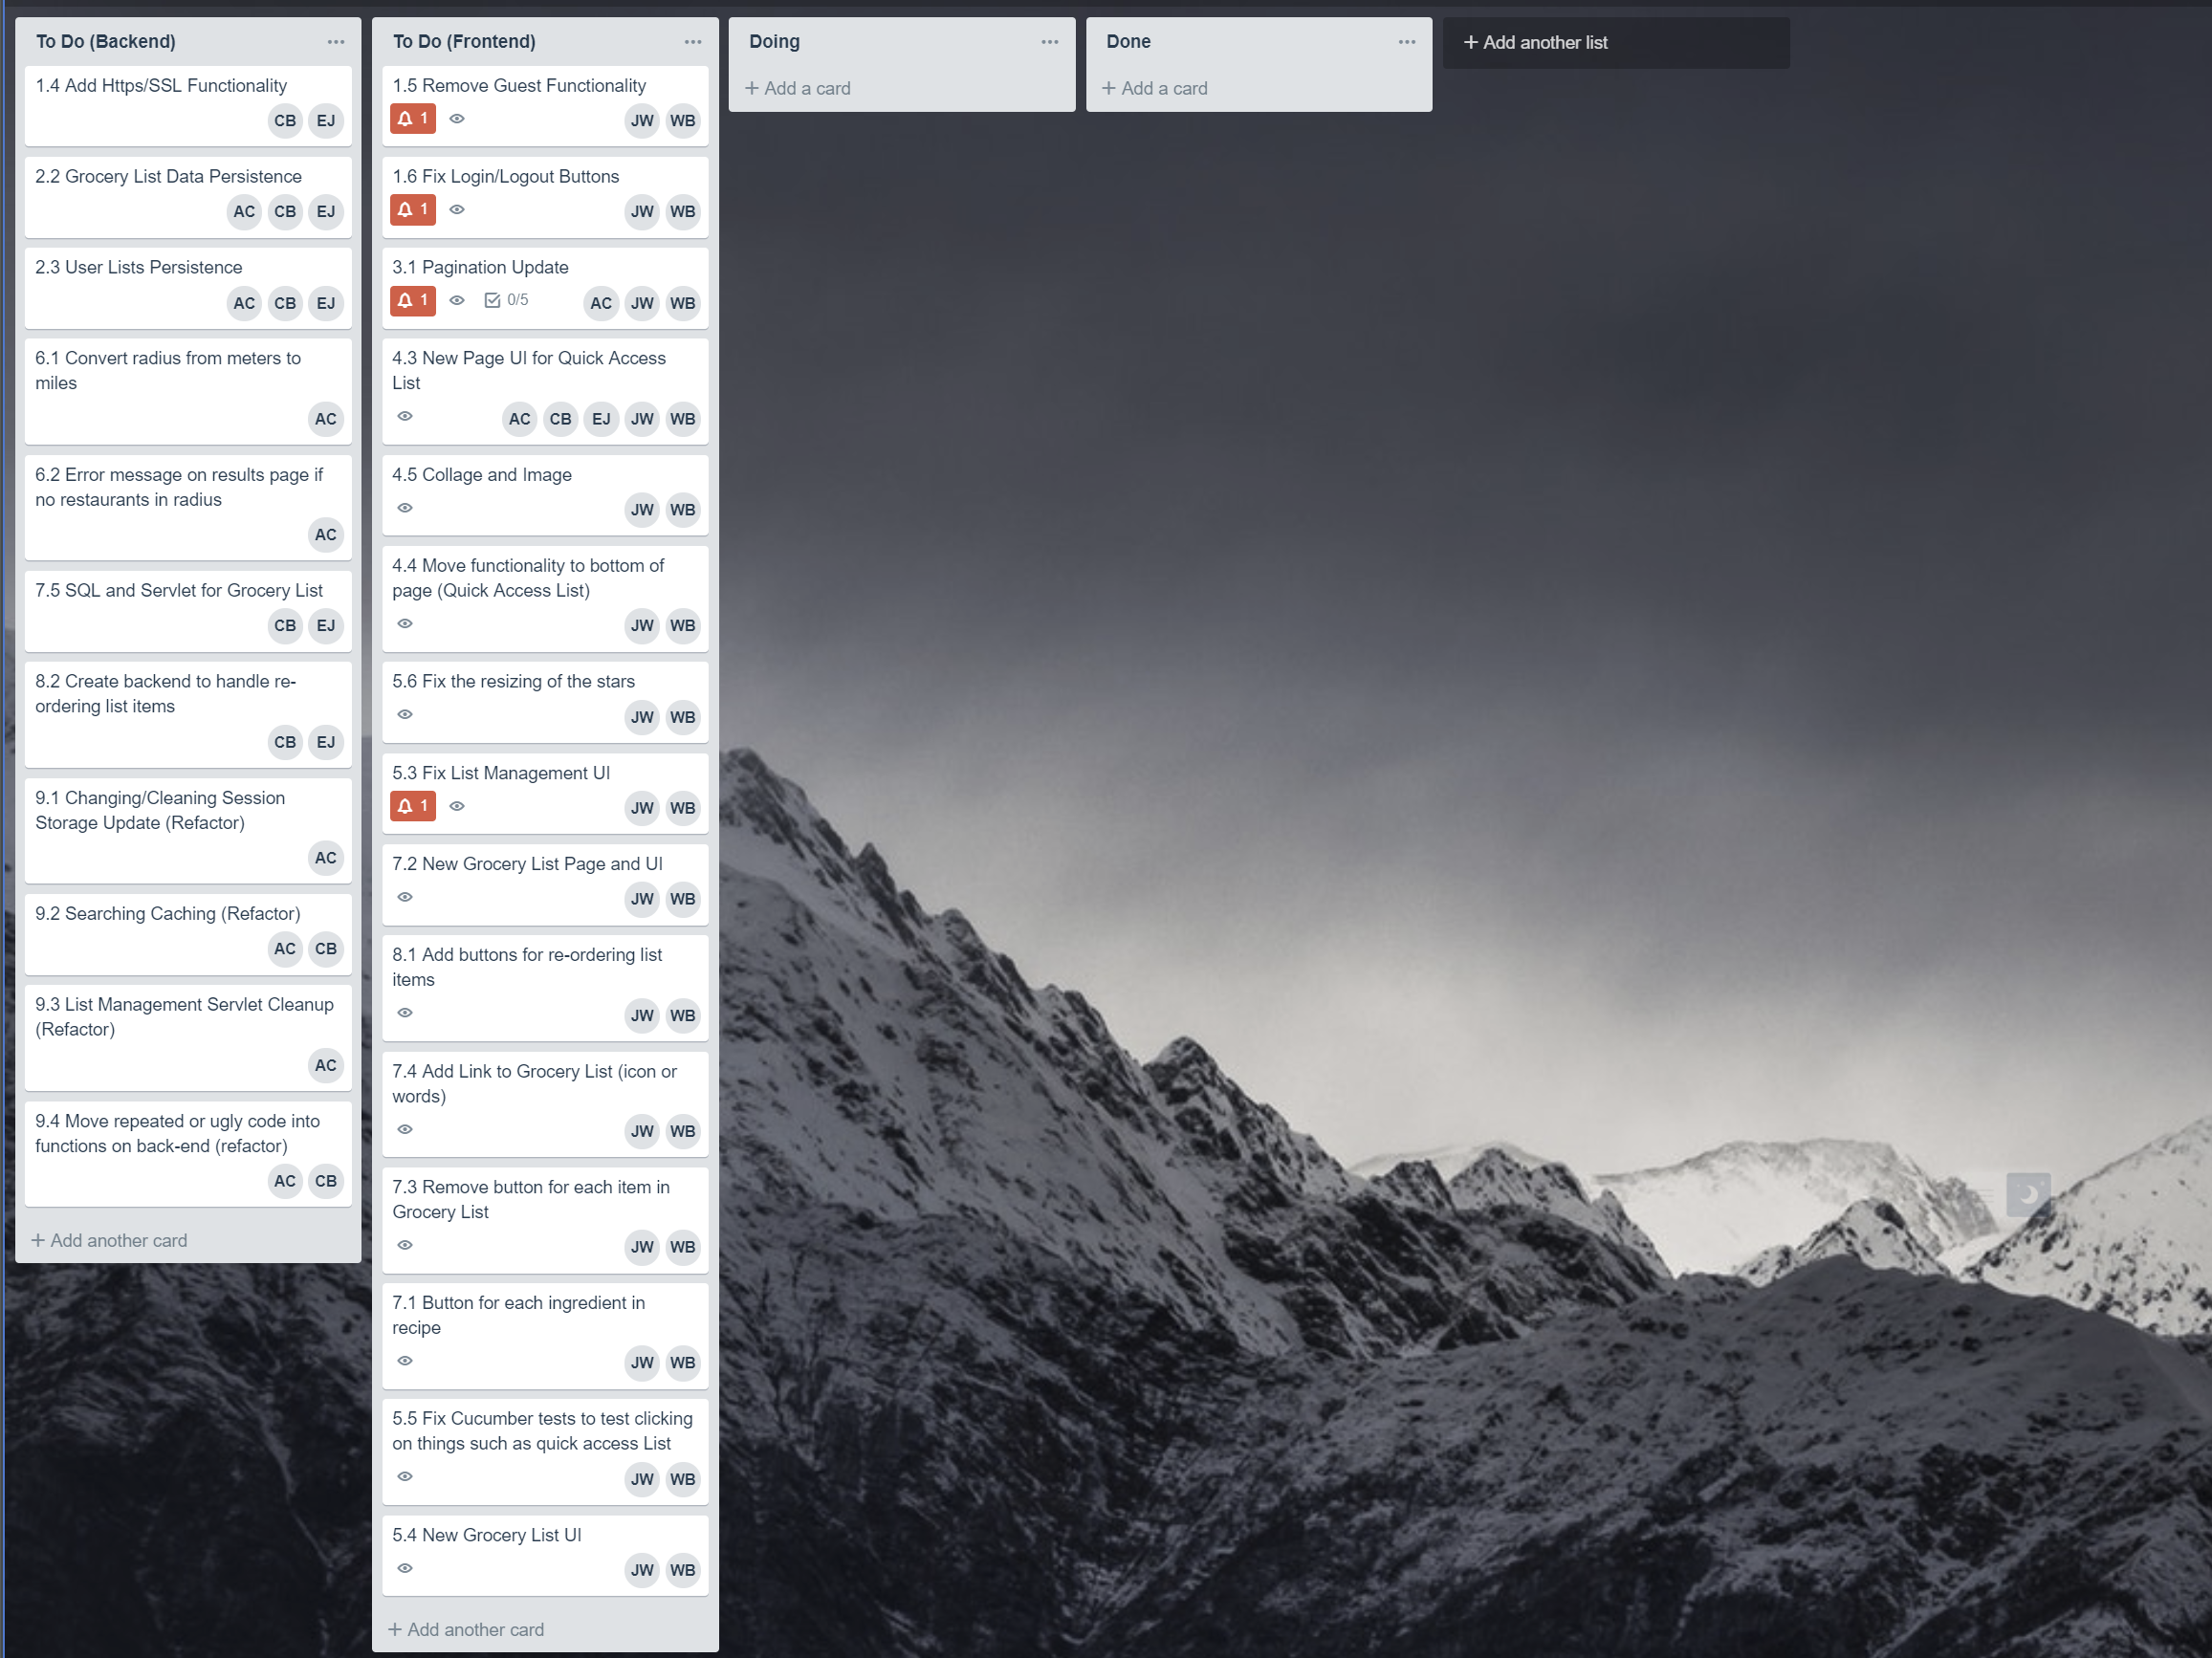 To Do (Backend)
1.4 Add Https/SSL Functionality
CB EJ
2.2 Grocery List Data Persistence
AC CB EJ
2.3 User Lists Persistence
AC CB EJ
6.1 Convert radius from meters to
miles
AC
6.2 Error message on results page if
no restaurants in radius
AC
7.5 SQL and Servlet for Grocery List
CB EJ
8.2 Create backend to handle re-
ordering list items
CB EJ
9.1 Changing/Cleaning Session
Storage Update (Refactor)
AC
9.2 Searching Caching (Refactor)
AC CB
9.3 List Management Servlet Cleanup
(Refactor)
AC
9.4 Move repeated or ugly code into
functions on back-end (refactor)
AC CB
+ Add another card
To Do (Frontend)
1.5 Remove Guest Functionality
1 JW WB
1.6 Fix Login/Logout Buttons
1 JW WB
3.1 Pagination Update
1 0/5 AC JW WB
4.3 New Page UI for Quick Access
List
AC CB EJ JW WB
4.5 Collage and Image
JW WB
4.4 Move functionality to bottom of
page (Quick Access List)
JW WB
5.6 Fix the resizing of the stars
JW WB
5.3 Fix List Management UI
1 JW WB
7.2 New Grocery List Page and UI
JW WB
8.1 Add buttons for re-ordering list
items
JW WB
7.4 Add Link to Grocery List (icon or
words)
JW WB
7.3 Remove button for each item in
Grocery List
JW WB
7.1 Button for each ingredient in
recipe
JW WB
5.5 Fix Cucumber tests to test clicking
on things such as quick access List
JW WB
5.4 New Grocery List UI
JW WB
+ Add another card
Doing
+ Add a card
Done
+ Add a card
+ Add another list